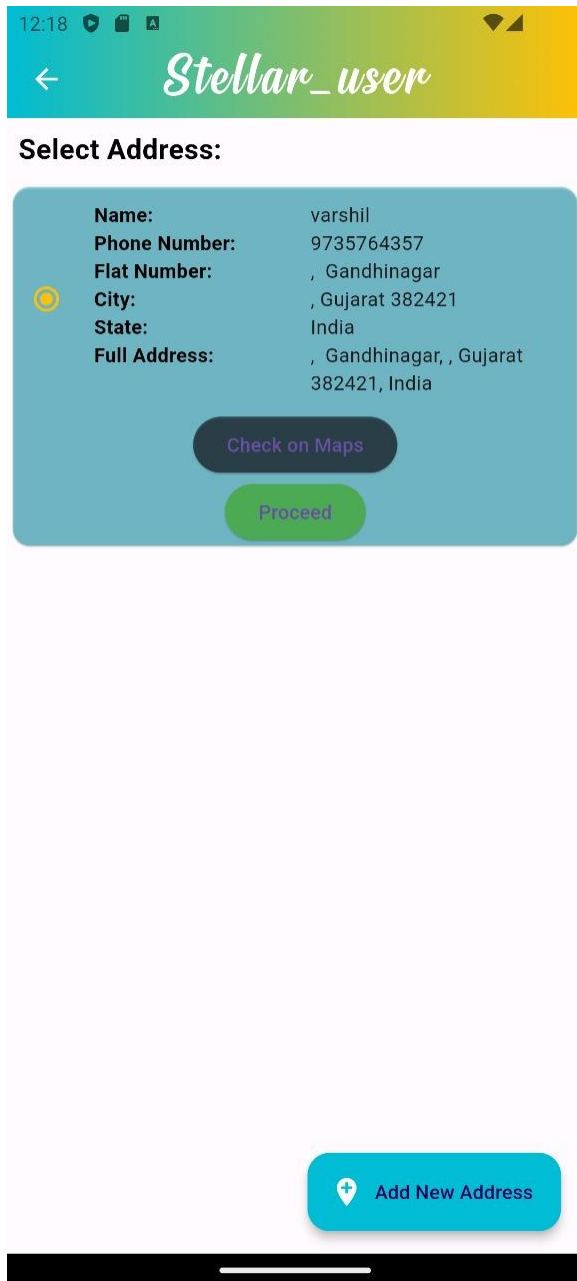 12:18
Stellar_user
Select Address:
Name: varshil
Phone Number: 9735764357
Flat Number: ,  Gandhinagar
City: , Gujarat 382421
State: India
Full Address: ,  Gandhinagar, , Gujarat
382421, India
Check on Maps
Proceed
Add New Address